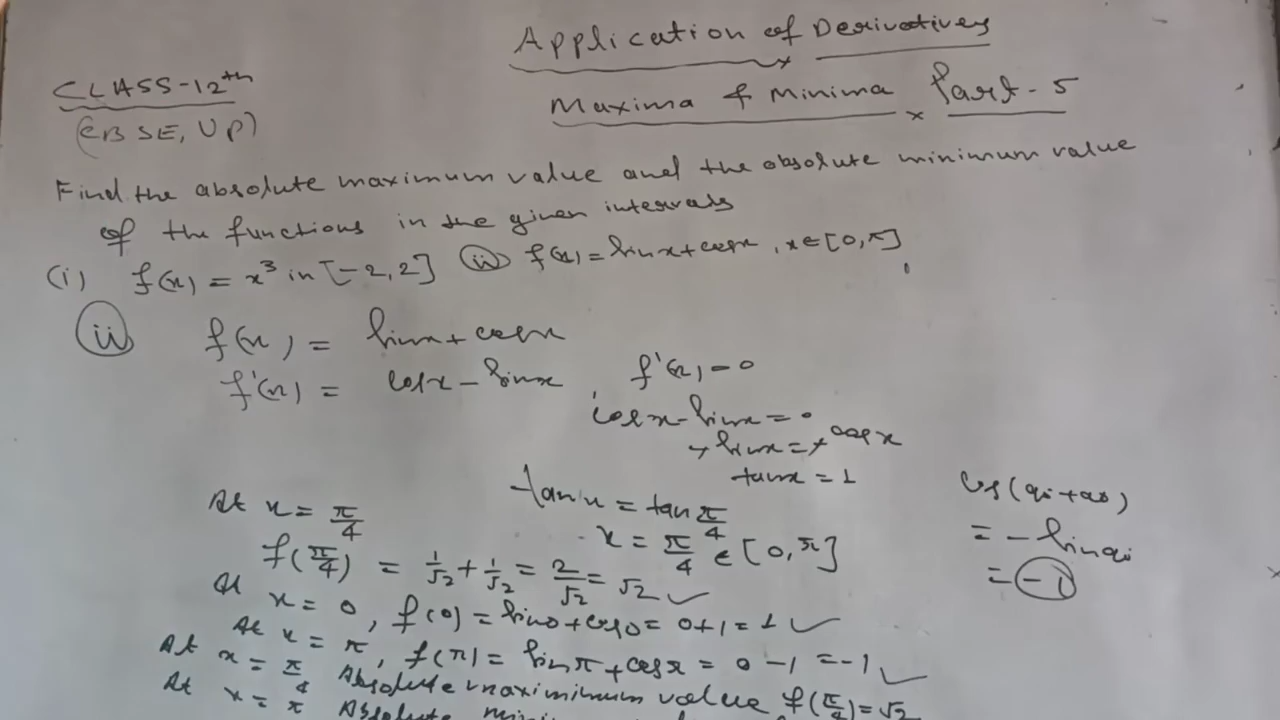 Application of Derivatives
CLASS-12th
Maxima & Minima Part-5
(CBSE, UP)
Find the absolute maximum value and the absolute minimum value
of the functions in the given intervals
(i) f(x) = x³ in [-2,2] (ii) f(x) = sinx+cosx, x∈[0,π]
(ii) f(x) = sinx+cosx
f'(x) = cosx-sinx, f'(x)=0
cosx-sinx=0
-sinx=-cosx
tanx=1
tanx = tan π/4
x = π/4 ∈ [0,π]
cos(90+90)
= -sin90
= -1
At x = π/4
f(π/4) = 1/√2 + 1/√2 = 2/√2 = √2 ✓
At x=0, f(0) = sin0+cos0 = 0+1 = 1 ✓
At x = π, f(π) = sinπ+cosx = 0-1 = -1 ✓
At x = π/4 Absolute maximimum value f(π/4)=√2
At x = π Absolute